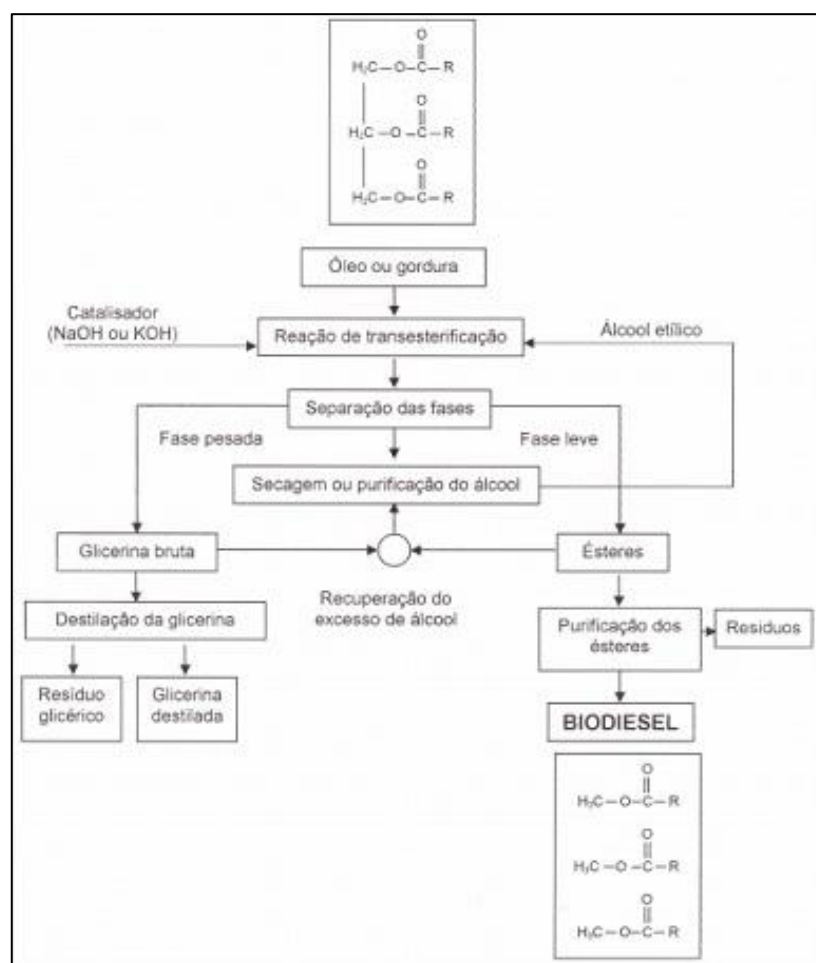 O
H₂C—O—C—R
O
H₂C—O—C—R
O
H₂C—O—C—R
Óleo ou gordura
Catalisador
(NaOH ou KOH)
Reação de transesterificação
Álcool etílico
Separação das fases
Fase pesada
Fase leve
Secagem ou purificação do álcool
Glicerina bruta
Ésteres
Recuperação do
excesso de álcool
Destilação da glicerina
Purificação dos
ésteres
Residuos
Resíduo
glicérico
Glicerina
destilada
BIODIESEL
O
H₃C—O—C—R
O
H₃C—O—C—R
O
H₃C—O—C—R